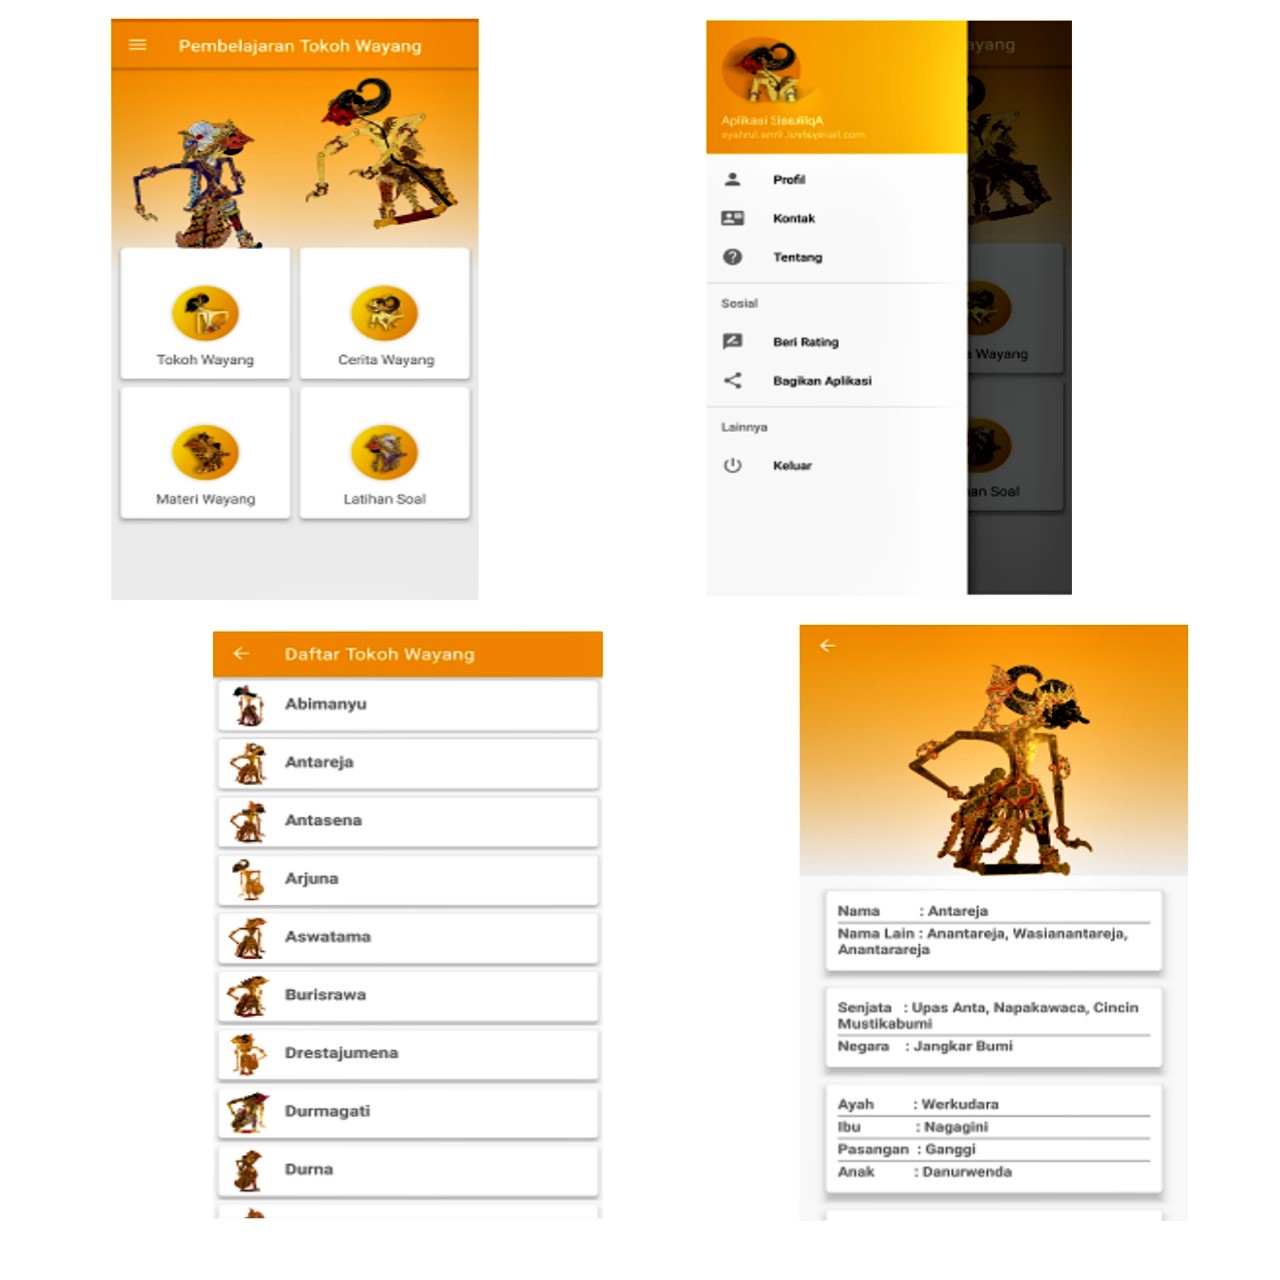 Pembelajaran Tokoh Wayang
Tokoh Wayang
Cerita Wayang
Materi Wayang
Latihan Soal
ayang
Aplikasi
Profil
Kontak
Tentang
Sosial
Beri Rating
Bagikan Aplikasi
Lainnya
Keluar
a Wayang
an Soal
Daftar Tokoh Wayang
Abimanyu
Antareja
Antasena
Arjuna
Aswatama
Burisrawa
Drestajumena
Durmagati
Durna
Nama : Antareja
Nama Lain : Anantareja, Wasianantareja,
Anantarareja
Senjata : Upas Anta, Napakawaca, Cincin
Mustikabumi
Negara : Jangkar Bumi
Ayah : Werkudara
Ibu : Nagagini
Pasangan : Ganggi
Anak : Danurwenda